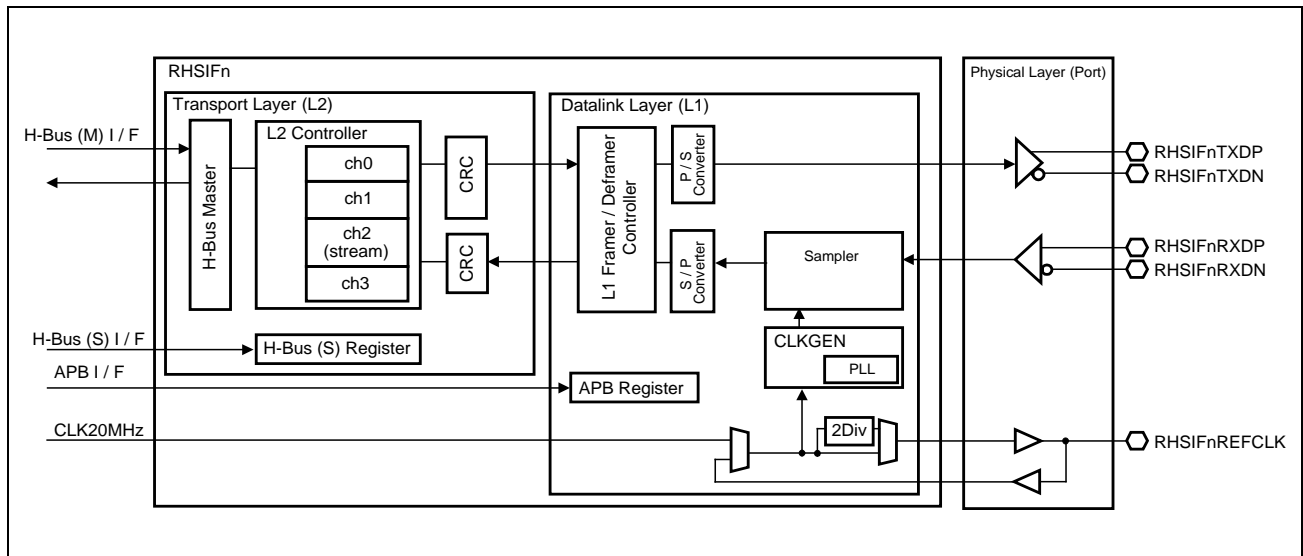 RHSIFn
Physical Layer (Port)
Transport Layer (L2)
Datalink Layer (L1)
H-Bus (M) I / F
H-Bus Master
L2 Controller
ch0
ch1
ch2
(stream)
ch3
CRC
CRC
L1 Framer / Deframer
Controller
P / S
Converter
S / P
Converter
Sampler
CLKGEN
PLL
RHSIFnTXDP
RHSIFnTXDN
RHSIFnRXDP
RHSIFnRXDN
H-Bus (S) I / F
H-Bus (S) Register
APB I / F
APB Register
CLK20MHz
2Div
RHSIFnREFCLK